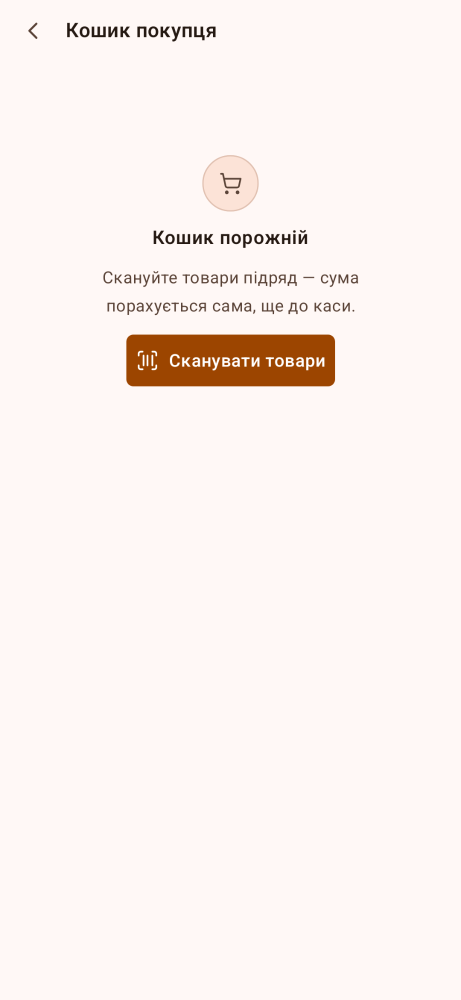 Кошик покупця
Кошик порожній
Скануйте товари підряд — сума
порахується сама, ще до каси.
Сканувати товари